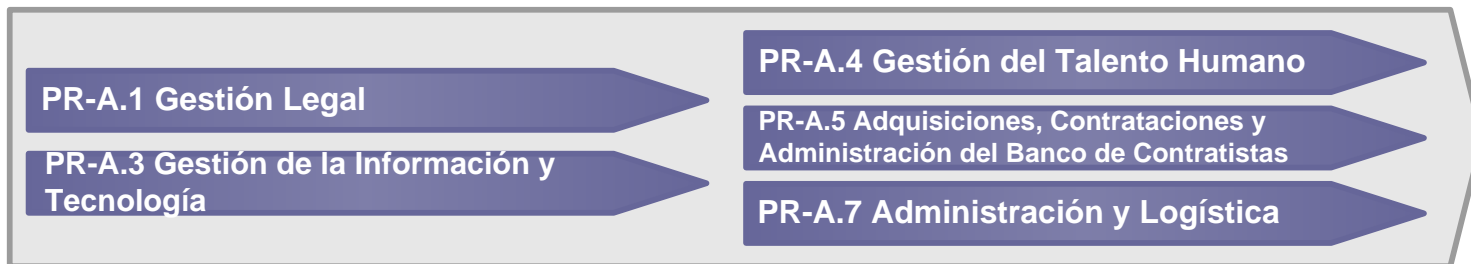 PR-A.1 Gestión Legal
PR-A.3 Gestión de la Información y
Tecnología
PR-A.4 Gestión del Talento Humano
PR-A.5 Adquisiciones, Contrataciones y
Administración del Banco de Contratistas
PR-A.7 Administración y Logística